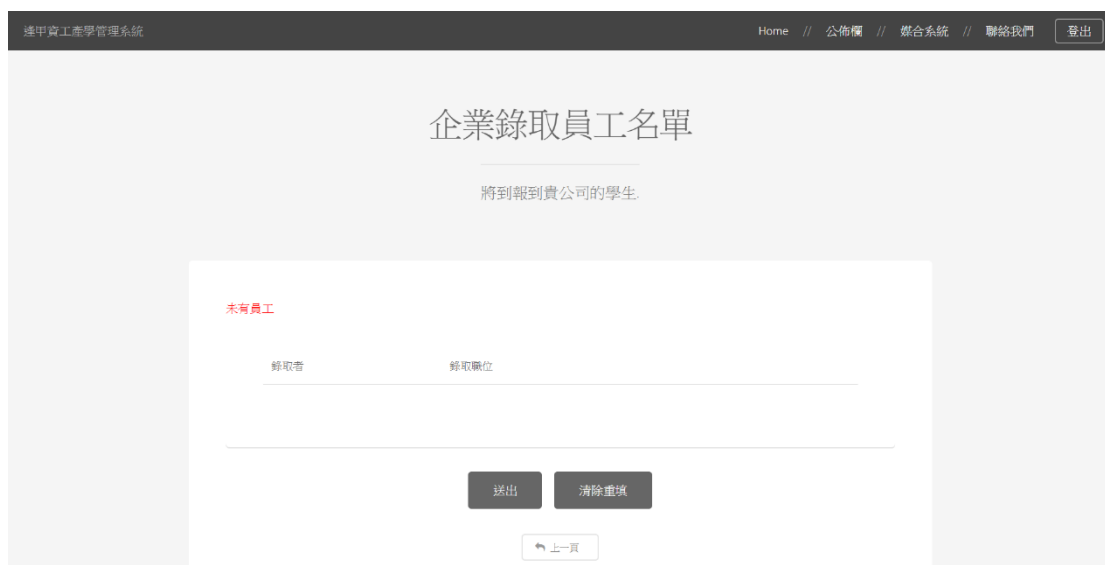 逢甲資工產學管理系統
Home // 公佈欄 // 媒合系統 // 聯絡我們 登出
企業錄取員工名單
將到報到貴公司的學生.
未有員工
錄取者 錄取職位
送出 清除重填
上一頁